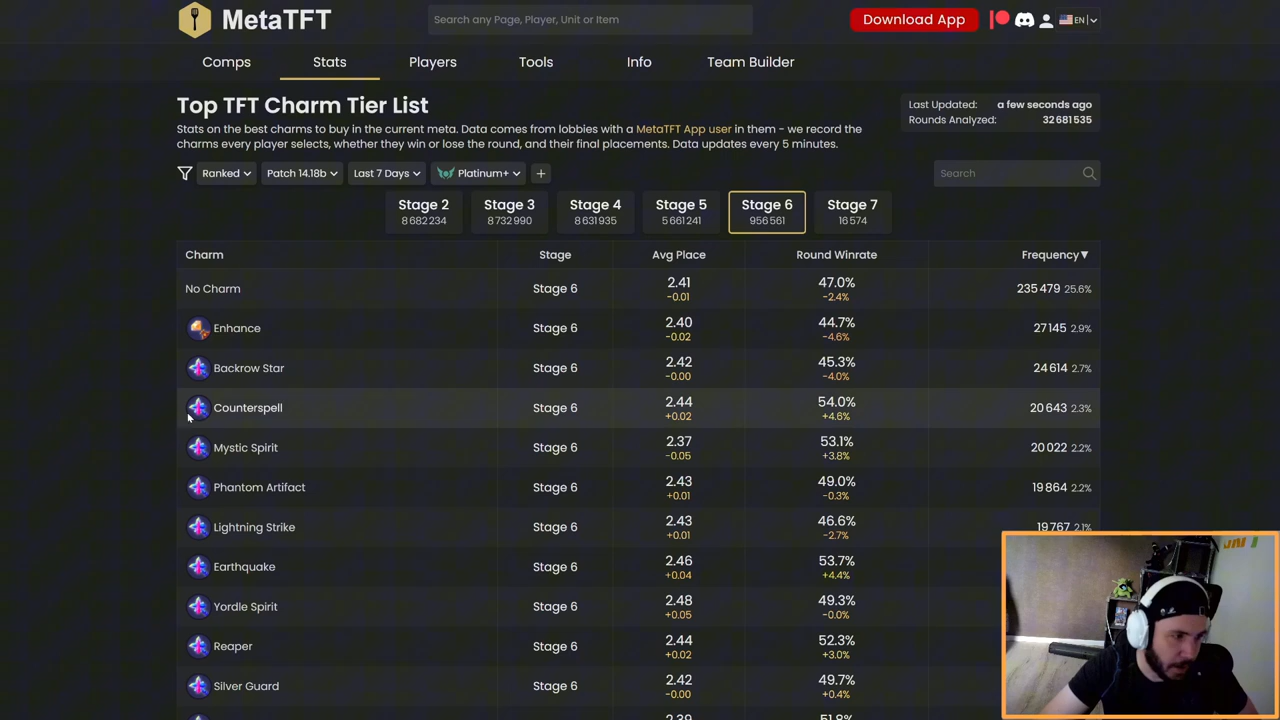 MetaTFT
Search any Page, Player, Unit or Item
Download App
EN
Comps
Stats
Players
Tools
Info
Team Builder
Top TFT Charm Tier List
Stats on the best charms to buy in the current meta. Data comes from lobbies with a MetaTFT App user in them - we record the
charms every player selects, whether they win or lose the round, and their final placements. Data updates every 5 minutes.
Last Updated: a few seconds ago
Rounds Analyzed: 32 681 535
Ranked
Patch 14.18b
Last 7 Days
Platinum+
Search
Stage 2
8 682 234
Stage 3
8 732 990
Stage 4
8 631 935
Stage 5
5 661 241
Stage 6
956 561
Stage 7
16 574
Charm Stage Avg Place Round Winrate Frequency▼
No Charm Stage 6 2.41 47.0% 235 479 25.6%
-0.01 -2.4%
Enhance Stage 6 2.40 44.7% 27 145 2.9%
-0.02 -4.6%
Backrow Star Stage 6 2.42 45.3% 24 614 2.7%
-0.00 -4.0%
Counterspell Stage 6 2.44 54.0% 20 643 2.3%
+0.02 +4.6%
Mystic Spirit Stage 6 2.37 53.1% 20 022 2.2%
-0.05 +3.8%
Phantom Artifact Stage 6 2.43 49.0% 19 864 2.2%
+0.01 -0.3%
Lightning Strike Stage 6 2.43 46.6% 19 767 2.1%
+0.01 -2.7%
Earthquake Stage 6 2.46 53.7%
+0.04 +4.4%
Yordle Spirit Stage 6 2.48 49.3%
+0.05 -0.0%
Reaper Stage 6 2.44 52.3%
+0.02 +3.0%
Silver Guard Stage 6 2.42 49.7%
-0.00 +0.4%
2.39 51.8%